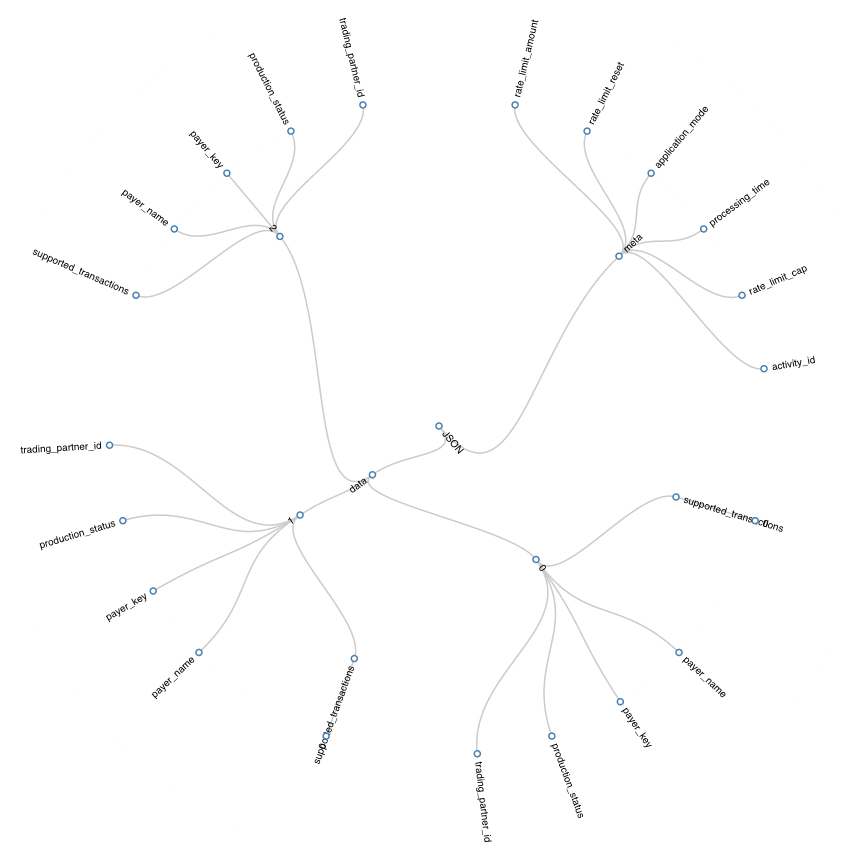 trading_partner_id
production_status
payer_key
payer_name
supported_transactions
2
rate_limit_amount
rate_limit_reset
application_mode
processing_time
rate_limit_cap
activity_id
meta
JSON
data
trading_partner_id
production_status
payer_key
payer_name
supported_transactions
0
1
supported_transactions
0
payer_name
payer_key
production_status
trading_partner_id
0